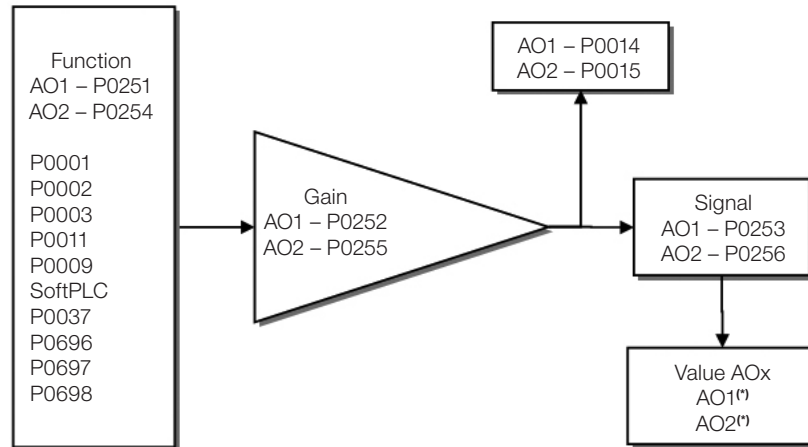 Function
AO1 – P0251
AO2 – P0254
P0001
P0002
P0003
P0011
P0009
SoftPLC
P0037
P0696
P0697
P0698
Gain
AO1 – P0252
AO2 – P0255
AO1 – P0014
AO2 – P0015
Signal
AO1 – P0253
AO2 – P0256
Value AOx
AO1(*)
AO2(*)